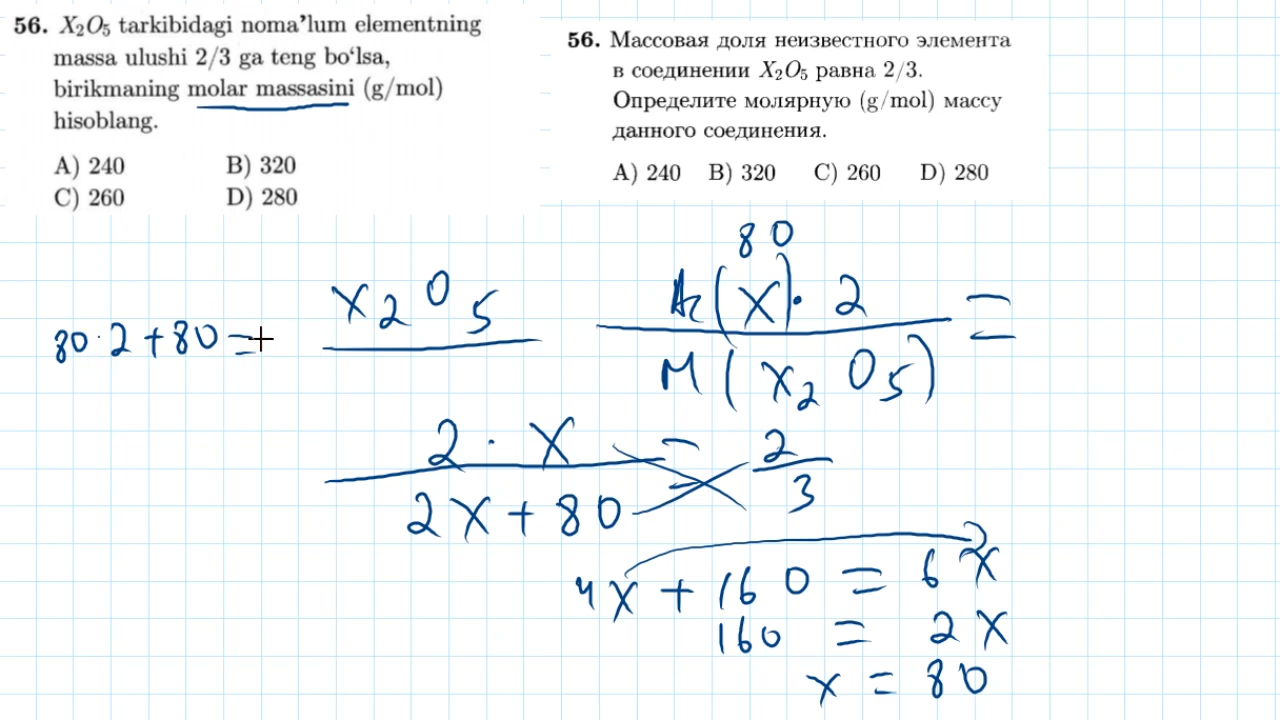 56. X₂O₅ tarkibidagi noma’lum elementning
massa ulushi 2/3 ga teng bo‘lsa,
birikmaning molar massasini (g/mol)
hisoblang.
A) 240 B) 320
C) 260 D) 280
56. Массовая доля неизвестного элемента
в соединении X₂O₅ равна 2/3.
Определите молярную (g/mol) массу
данного соединения.
A) 240 B) 320 C) 260 D) 280
80
X₂O₅
Ar(X)·2 =
M(X₂O₅)
80·2+80=
2·X = 2
2X+80 3
4X+160=6X
160=2X
x=80